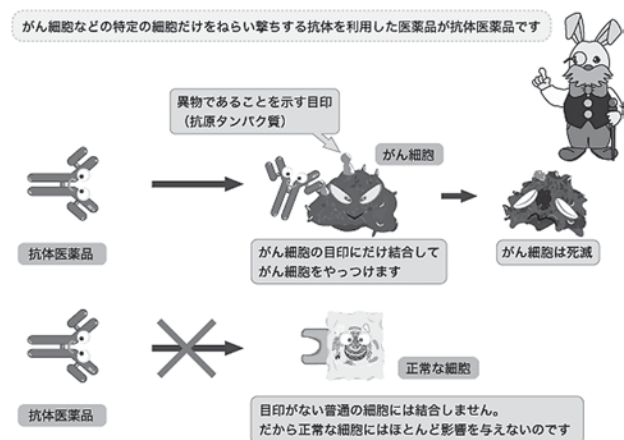 がん細胞などの特定の細胞だけをねらい撃ちする抗体を利用した医薬品が抗体医薬品です
異物であることを示す目印
（抗原タンパク質）
がん細胞
抗体医薬品
がん細胞の目印にだけ結合して
がん細胞をやっつけます
がん細胞は死滅
正常な細胞
抗体医薬品
目印がない普通の細胞には結合しません。
だから正常な細胞にはほとんど影響を与えないのです